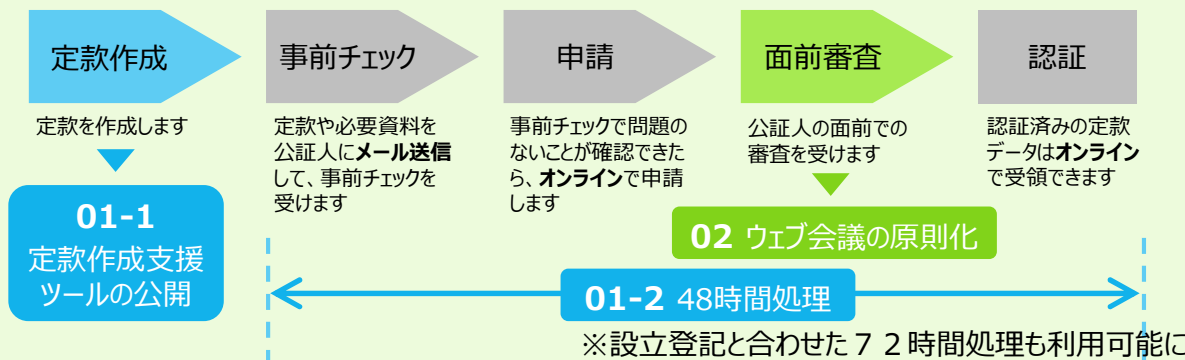 定款作成
事前チェック
申請
面前審査
認証
定款を作成します
定款や必要資料を
公証人にメール送信
して、事前チェックを
受けます
事前チェックで問題の
ないことが確認できた
ら、オンラインで申請
します
公証人の面前での
審査を受けます
認証済みの定款
データはオンライン
で受領できます
01-1
定款作成支援
ツールの公開
02 ウェブ会議の原則化
01-2 48時間処理
※設立登記と合わせた７２時間処理も利用可能に